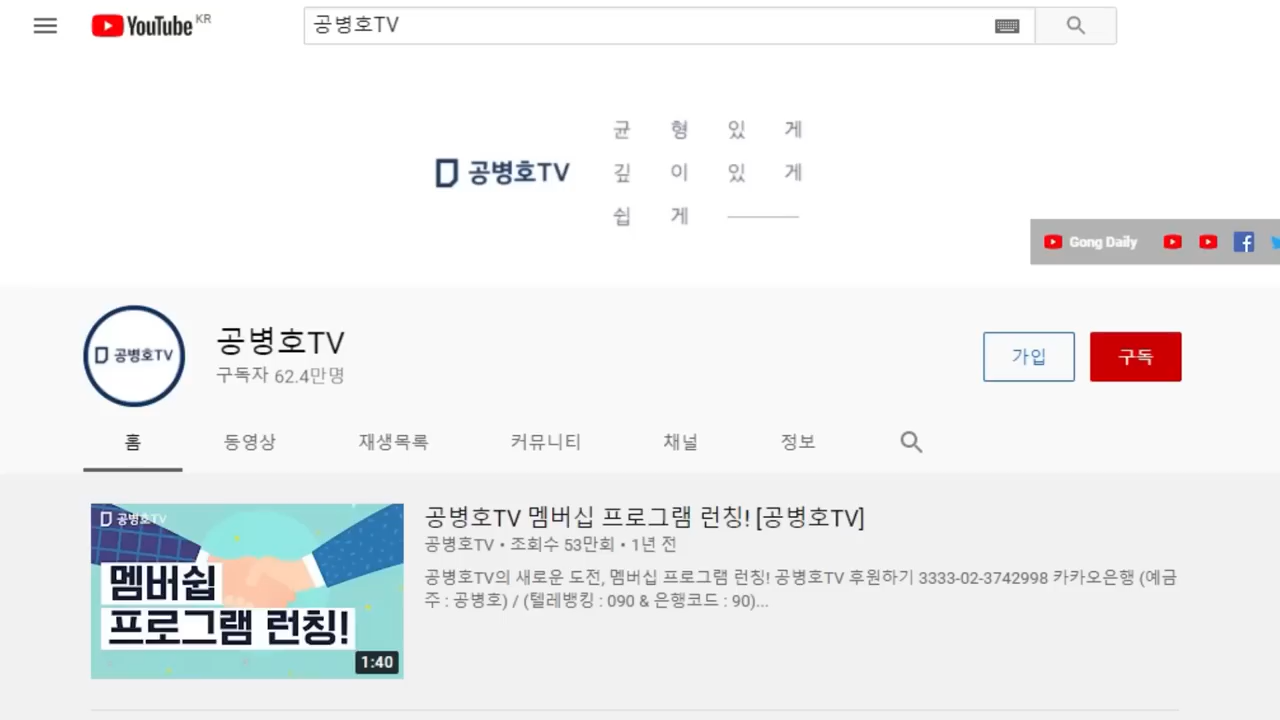 YouTube KR
공병호TV
균 형 있 게
공병호TV
깊 이 있 게
쉽 게
Gong Daily
공병호TV
공병호TV
구독자 62.4만명
가입
구독
홈
동영상
재생목록
커뮤니티
채널
정보
공병호TV
멤버쉽
프로그램 런칭!
1:40
공병호TV 멤버십 프로그램 런칭! [공병호TV]
공병호TV • 조회수 53만회 • 1년 전
공병호TV의 새로운 도전, 멤버십 프로그램 런칭! 공병호TV 후원하기 3333-02-3742998 카카오은행 (예금
주 : 공병호) / (텔레뱅킹 : 090 & 은행코드 : 90)...